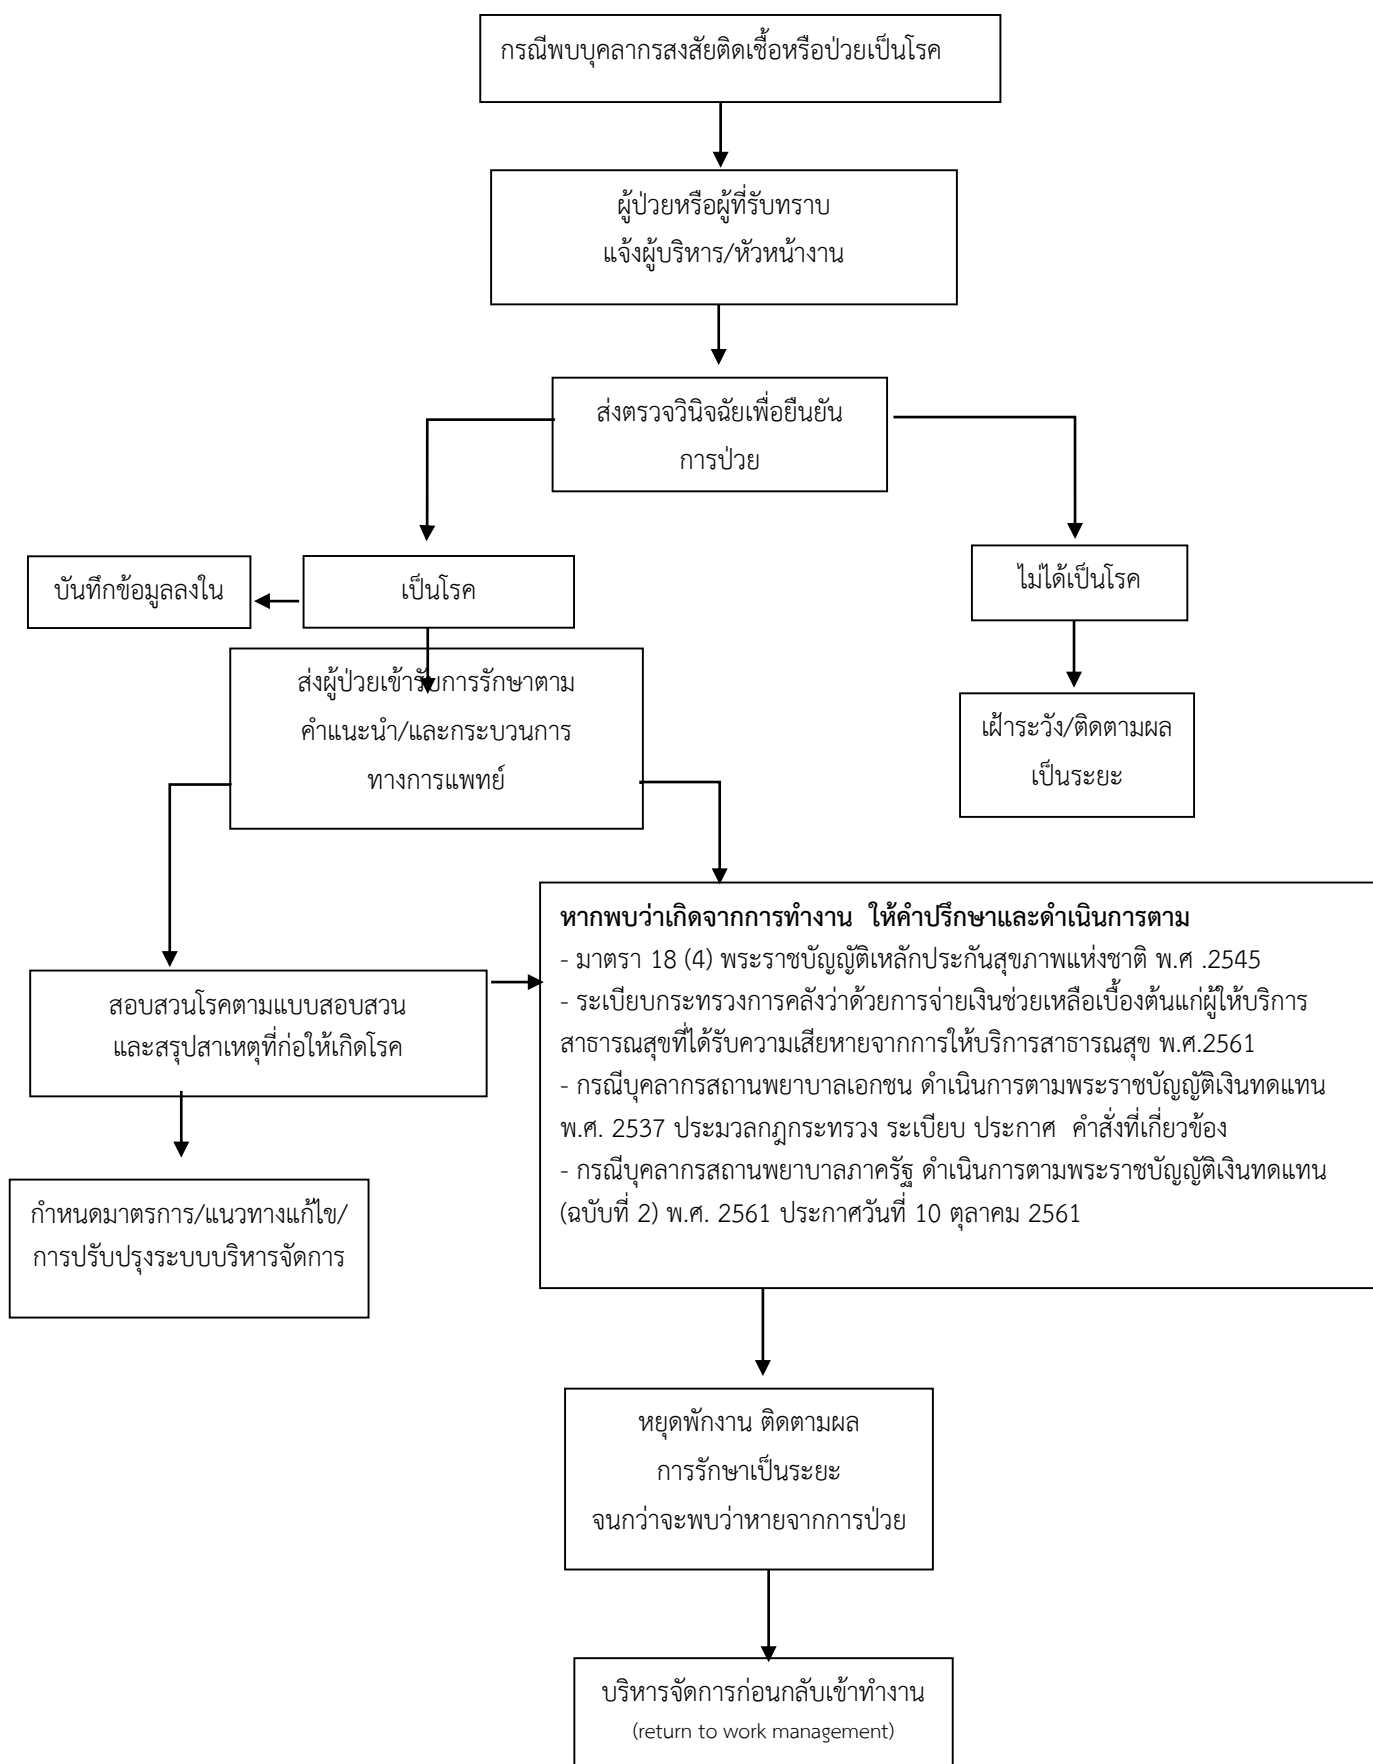 กรณีพบบุคลากรสงสัยติดเชื้อหรือป่วยเป็นโรค
ผู้ป่วยหรือผู้ที่รับทราบ
แจ้งผู้บริหาร/หัวหน้างาน
ส่งตรวจวินิจฉัยเพื่อยืนยัน
การป่วย
บันทึกข้อมูลลงใน
เป็นโรค
ไม่ได้เป็นโรค
ส่งผู้ป่วยเข้ารับการรักษาตาม
คำแนะนำ/และกระบวนการ
ทางการแพทย์
เฝ้าระวัง/ติดตามผล
เป็นระยะ
สอบสวนโรคตามแบบสอบสวน
และสรุปสาเหตุที่ก่อให้เกิดโรค
หากพบว่าเกิดจากการทำงาน  ให้คำปรึกษาและดำเนินการตาม
- มาตรา 18 (4) พระราชบัญญัติเหลักประกันสุขภาพแห่งชาติ พ.ศ .2545
- ระเบียบกระทรวงการคลังว่าด้วยการจ่ายเงินช่วยเหลือเบื้องต้นแก่ผู้ให้บริการ
สาธารณสุขที่ได้รับความเสียหายจากการให้บริการสาธารณสุข พ.ศ.2561
- กรณีบุคลากรสถานพยาบาลเอกชน ดำเนินการตามพระราชบัญญัติเงินทดแทน
พ.ศ. 2537 ประมวลกฎกระทรวง ระเบียบ ประกาศ  คำสั่งที่เกี่ยวข้อง
- กรณีบุคลากรสถานพยาบาลภาครัฐ ดำเนินการตามพระราชบัญญัติเงินทดแทน
(ฉบับที่ 2) พ.ศ. 2561 ประกาศวันที่ 10 ตุลาคม 2561
กำหนดมาตรการ/แนวทางแก้ไข/
การปรับปรุงระบบบริหารจัดการ
หยุดพักงาน ติดตามผล
การรักษาเป็นระยะ
จนกว่าจะพบว่าหายจากการป่วย
บริหารจัดการก่อนกลับเข้าทำงาน
(return to work management)